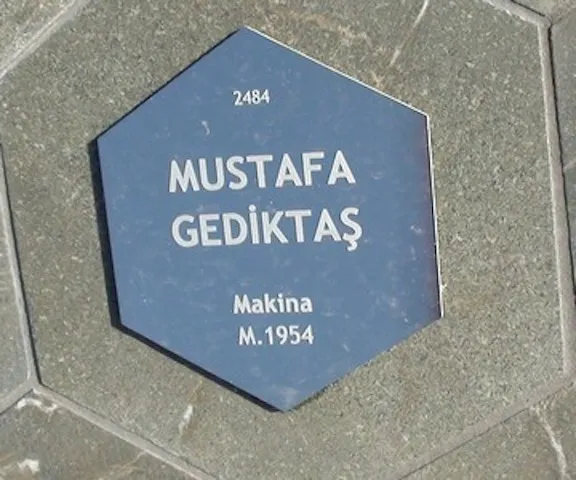 2484
MUSTAFA
GEDİKTAŞ
Makina
M.1954